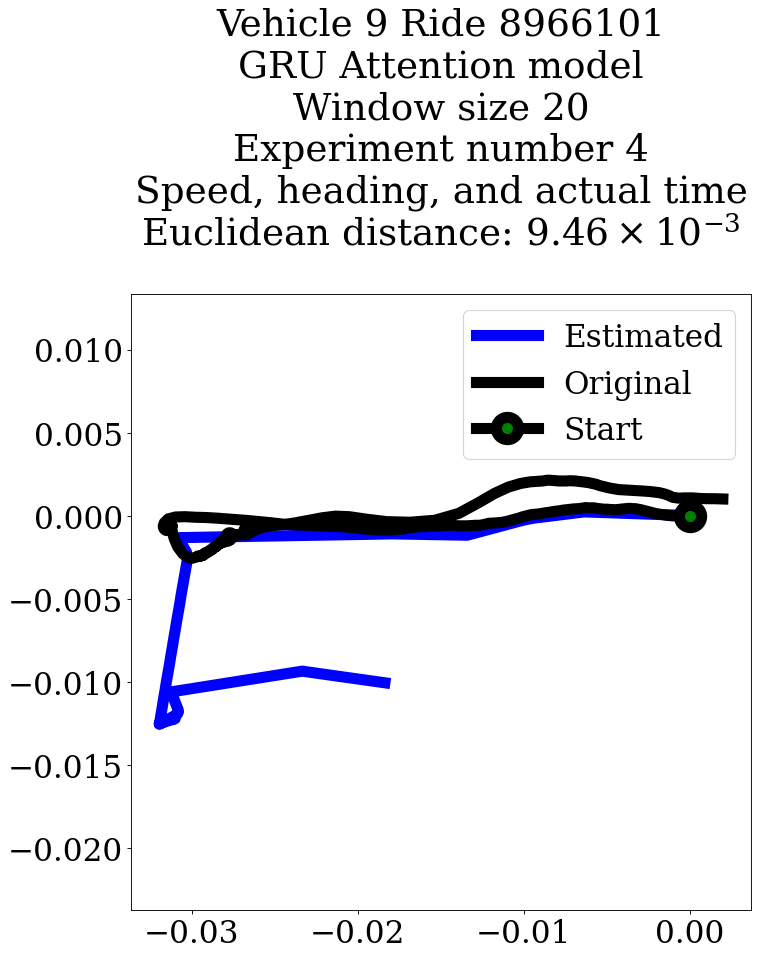 Vehicle 9 Ride 8966101
GRU Attention model
Window size 20
Experiment number 4
Speed, heading, and actual time
Euclidean distance: 9.46 × 10⁻³
Estimated
Original
Start
0.010
0.005
0.000
−0.005
−0.010
−0.015
−0.020
−0.03 −0.02 −0.01 0.00